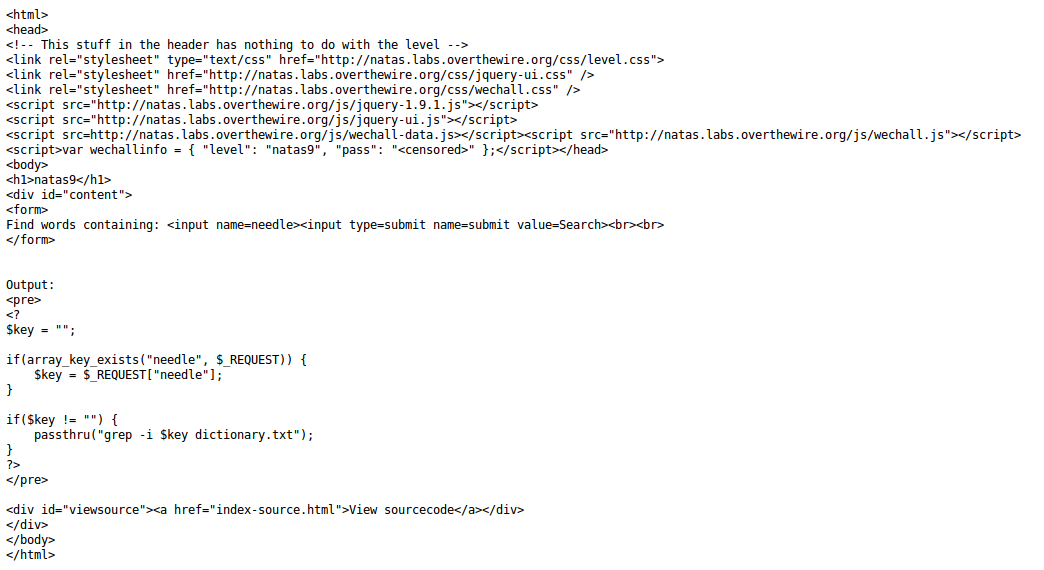 <html>
<head>
<!-- This stuff in the header has nothing to do with the level -->
<link rel="stylesheet" type="text/css" href="http://natas.labs.overthewire.org/css/level.css">
<link rel="stylesheet" href="http://natas.labs.overthewire.org/css/jquery-ui.css" />
<link rel="stylesheet" href="http://natas.labs.overthewire.org/css/wechall.css" />
<script src="http://natas.labs.overthewire.org/js/jquery-1.9.1.js"></script>
<script src="http://natas.labs.overthewire.org/js/jquery-ui.js"></script>
<script src=http://natas.labs.overthewire.org/js/wechall-data.js></script><script src="http://natas.labs.overthewire.org/js/wechall.js"></script>
<script>var wechallinfo = { "level": "natas9", "pass": "<censored>" };</script></head>
<body>
<h1>natas9</h1>
<div id="content">
<form>
Find words containing: <input name=needle><input type=submit name=submit value=Search><br><br>
</form>
Output:
<pre>
<?
$key = "";
if(array_key_exists("needle", $_REQUEST)) {
    $key = $_REQUEST["needle"];
}
if($key != "") {
    passthru("grep -i $key dictionary.txt");
}
?>
</pre>
<div id="viewsource"><a href="index-source.html">View sourcecode</a></div>
</div>
</body>
</html>